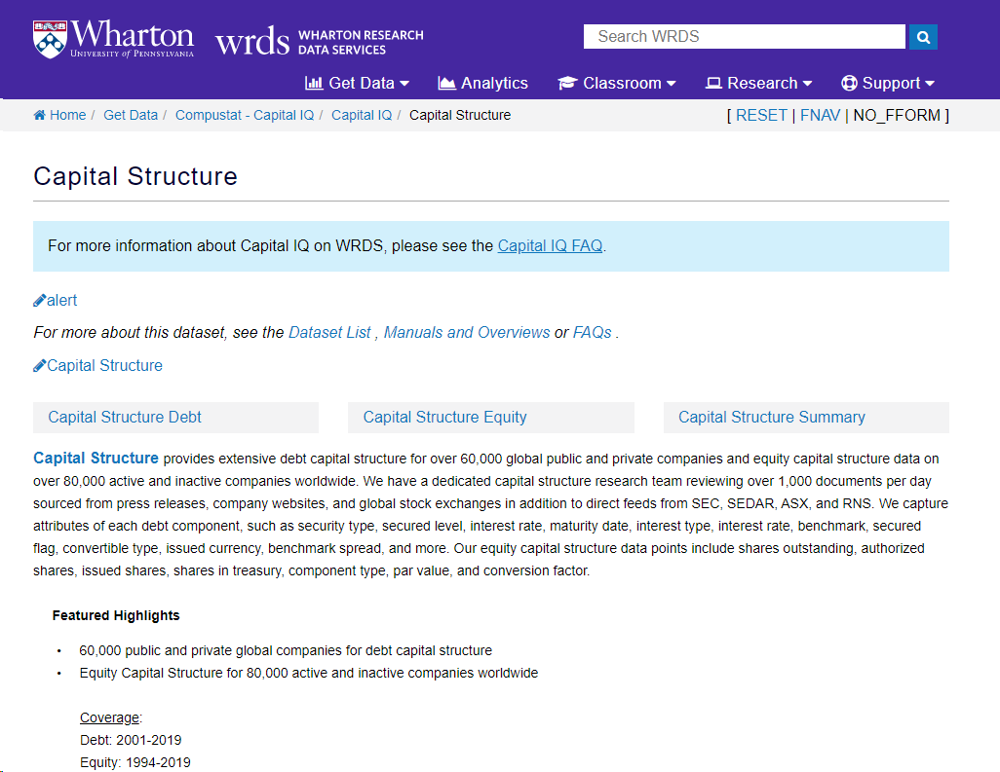 Wharton
UNIVERSITY of PENNSYLVANIA
wrds
WHARTON RESEARCH
DATA SERVICES
Search WRDS
Get Data
Analytics
Classroom
Research
Support
Home / Get Data / Compustat - Capital IQ / Capital IQ / Capital Structure
[ RESET | FNAV | NO_FFORM ]
Capital Structure
For more information about Capital IQ on WRDS, please see the Capital IQ FAQ.
alert
For more about this dataset, see the Dataset List , Manuals and Overviews or FAQs .
Capital Structure
Capital Structure Debt
Capital Structure Equity
Capital Structure Summary
Capital Structure provides extensive debt capital structure for over 60,000 global public and private companies and equity capital structure data on
over 80,000 active and inactive companies worldwide. We have a dedicated capital structure research team reviewing over 1,000 documents per day
sourced from press releases, company websites, and global stock exchanges in addition to direct feeds from SEC, SEDAR, ASX, and RNS. We capture
attributes of each debt component, such as security type, secured level, interest rate, maturity date, interest type, interest rate, benchmark, secured
flag, convertible type, issued currency, benchmark spread, and more. Our equity capital structure data points include shares outstanding, authorized
shares, issued shares, shares in treasury, component type, par value, and conversion factor.
Featured Highlights
• 60,000 public and private global companies for debt capital structure
• Equity Capital Structure for 80,000 active and inactive companies worldwide
Coverage:
Debt: 2001-2019
Equity: 1994-2019